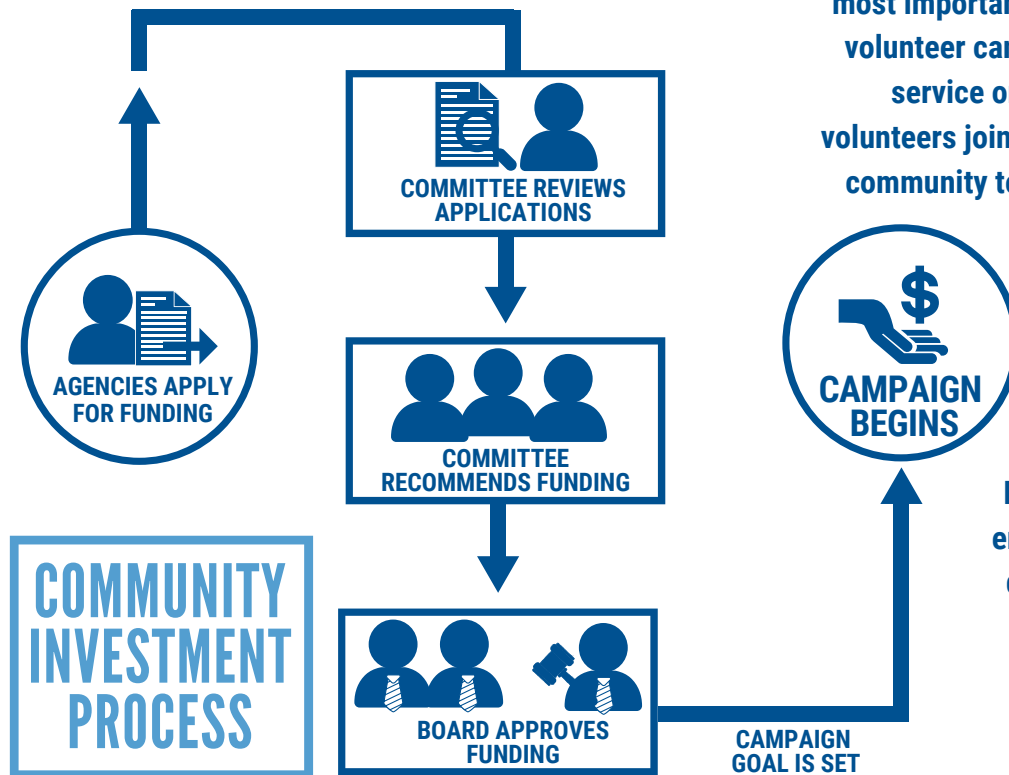 most importa
volunteer ca
service o
volunteers join
community t
COMMITTEE REVIEWS
APPLICATIONS
AGENCIES APPLY
FOR FUNDING
CAMPAIGN
BEGINS
$
COMMITTEE
RECOMMENDS FUNDING
COMMUNITY
INVESTMENT
PROCESS
BOARD APPROVES
FUNDING
CAMPAIGN
GOAL IS SET